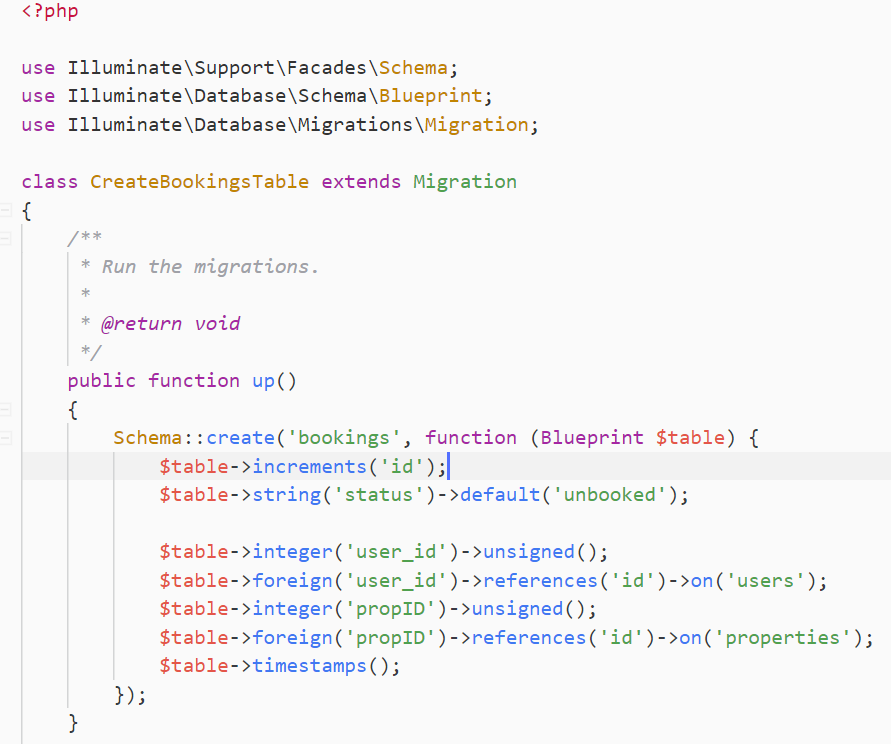 <?php
use Illuminate\Support\Facades\Schema;
use Illuminate\Database\Schema\Blueprint;
use Illuminate\Database\Migrations\Migration;
class CreateBookingsTable extends Migration
{
/**
* Run the migrations.
*
* @return void
*/
public function up()
{
Schema::create('bookings', function (Blueprint $table) {
$table->increments('id');
$table->string('status')->default('unbooked');
$table->integer('user_id')->unsigned();
$table->foreign('user_id')->references('id')->on('users');
$table->integer('propID')->unsigned();
$table->foreign('propID')->references('id')->on('properties');
$table->timestamps();
});
}